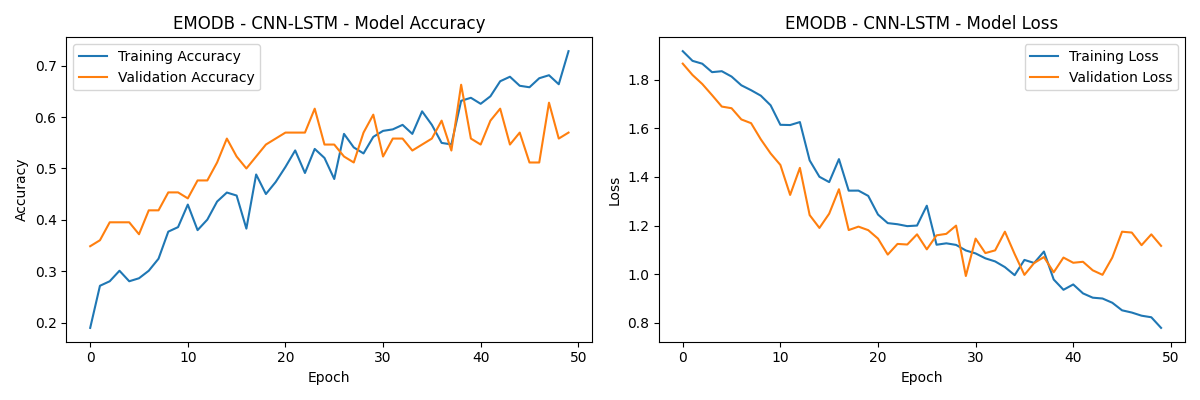 EMODB - CNN-LSTM - Model Accuracy
Training Accuracy
Validation Accuracy
Accuracy
0.7
0.6
0.5
0.4
0.3
0.2
0 10 20 30 40 50
Epoch
EMODB - CNN-LSTM - Model Loss
Training Loss
Validation Loss
Loss
1.8
1.6
1.4
1.2
1.0
0.8
0 10 20 30 40 50
Epoch